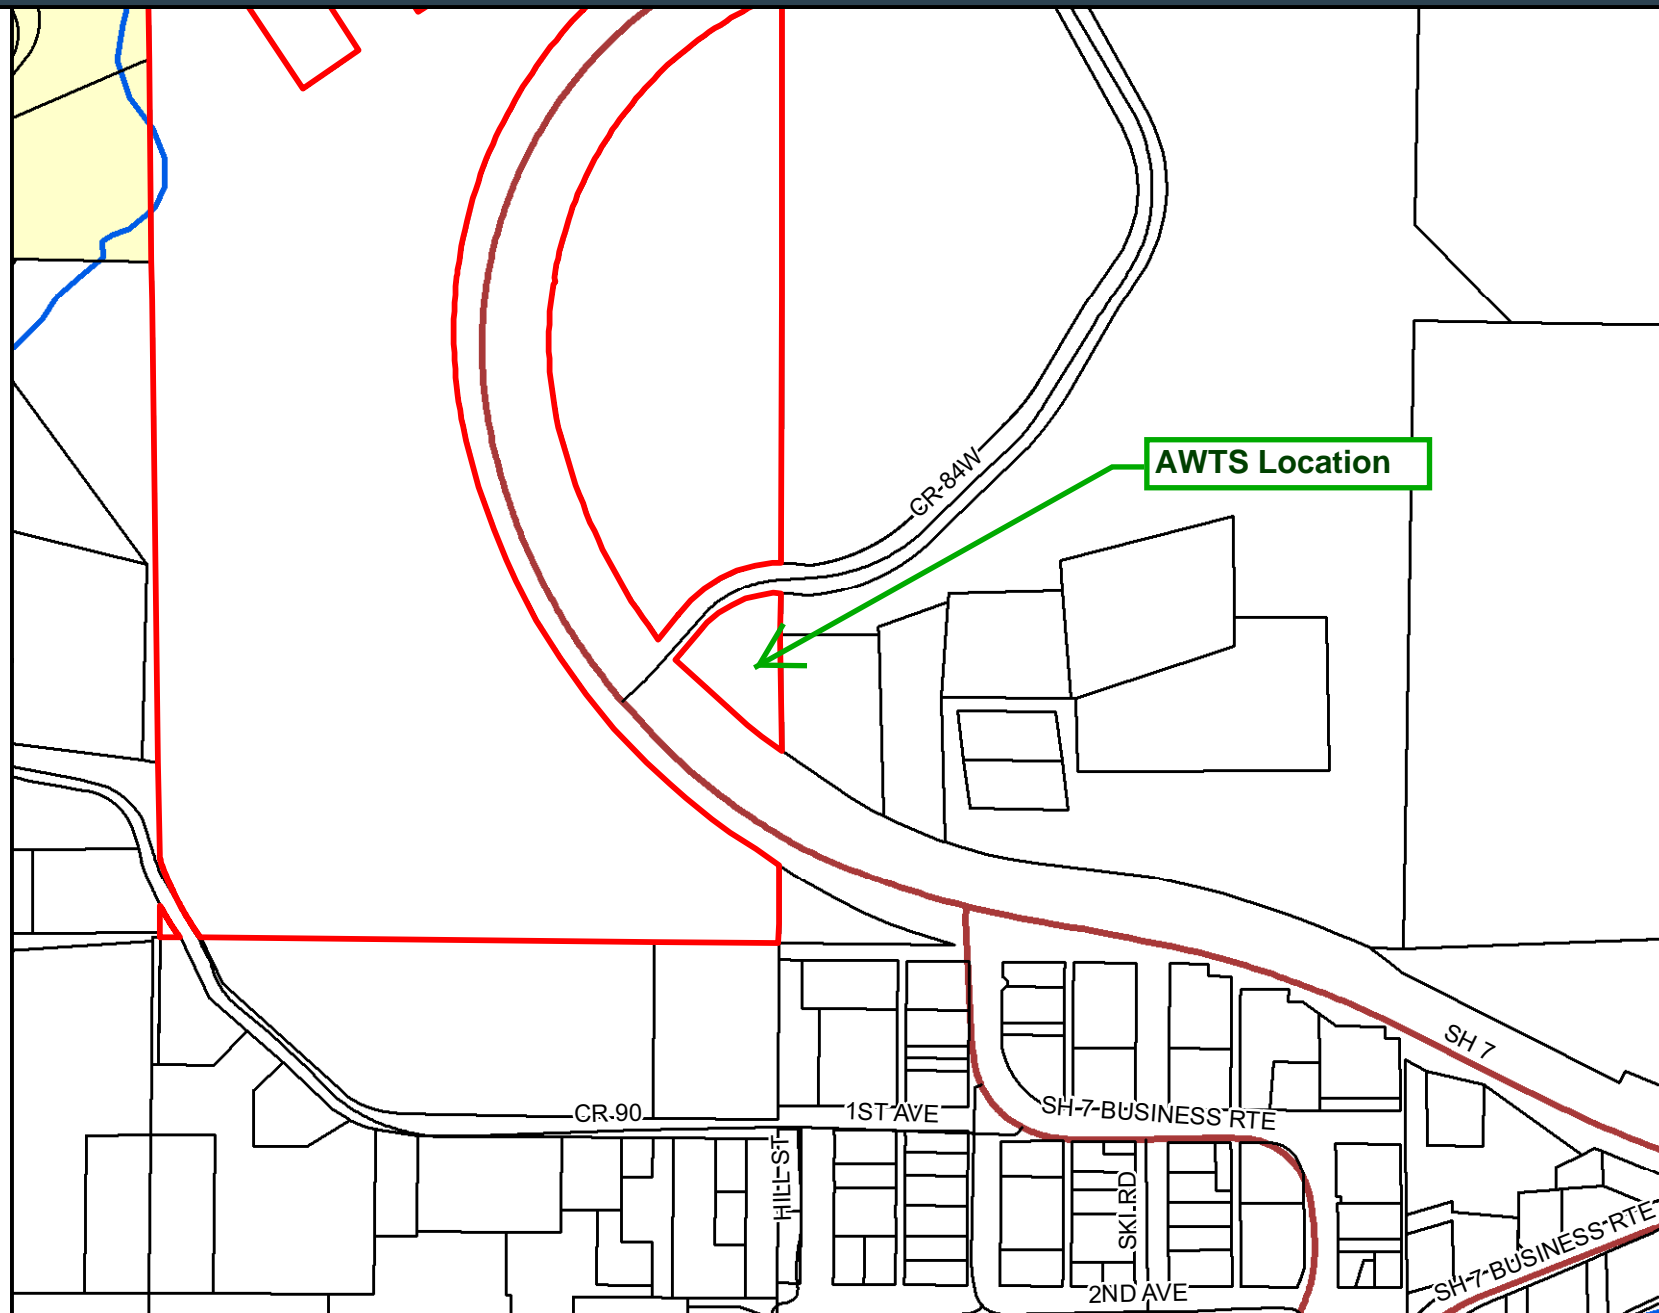 CR-84W
AWTS Location
SH 7
CR-90
1ST AVE
SH 7 BUSINESS RTE
HILL ST
SKI RD
SH 7 BUSINESS RTE
2ND AVE